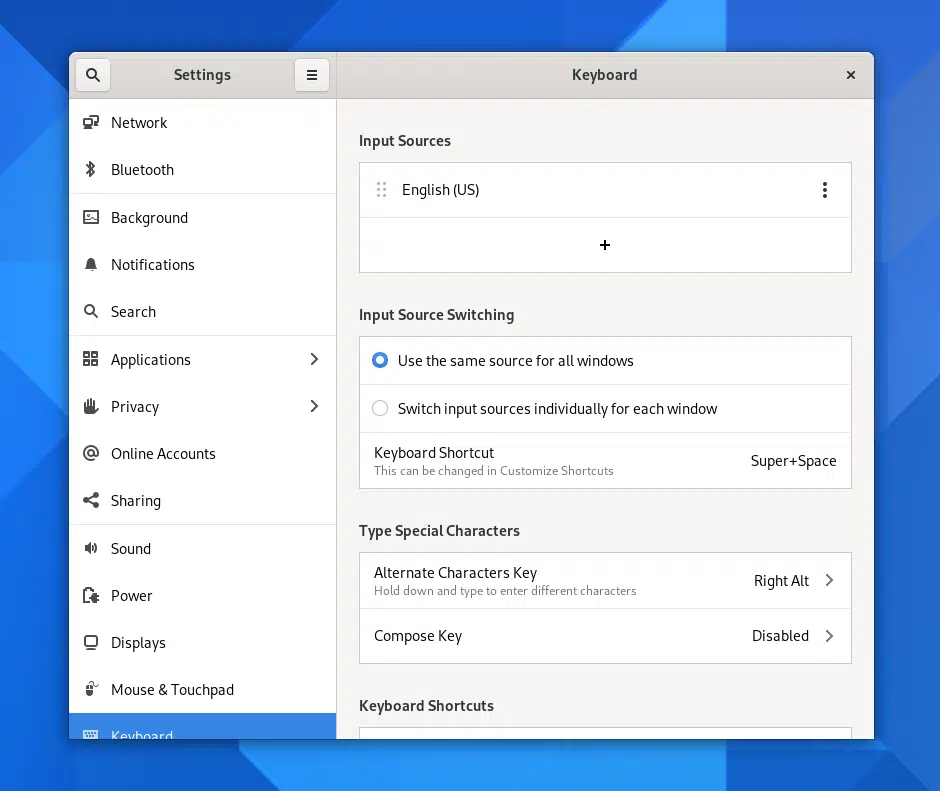 Settings
Keyboard
Network
Bluetooth
Background
Notifications
Search
Applications
Privacy
Online Accounts
Sharing
Sound
Power
Displays
Mouse & Touchpad
Keyboard
Input Sources
English (US)
Input Source Switching
Use the same source for all windows
Switch input sources individually for each window
Keyboard Shortcut
This can be changed in Customize Shortcuts
Super+Space
Type Special Characters
Alternate Characters Key
Hold down and type to enter different characters
Right Alt
Compose Key
Disabled
Keyboard Shortcuts